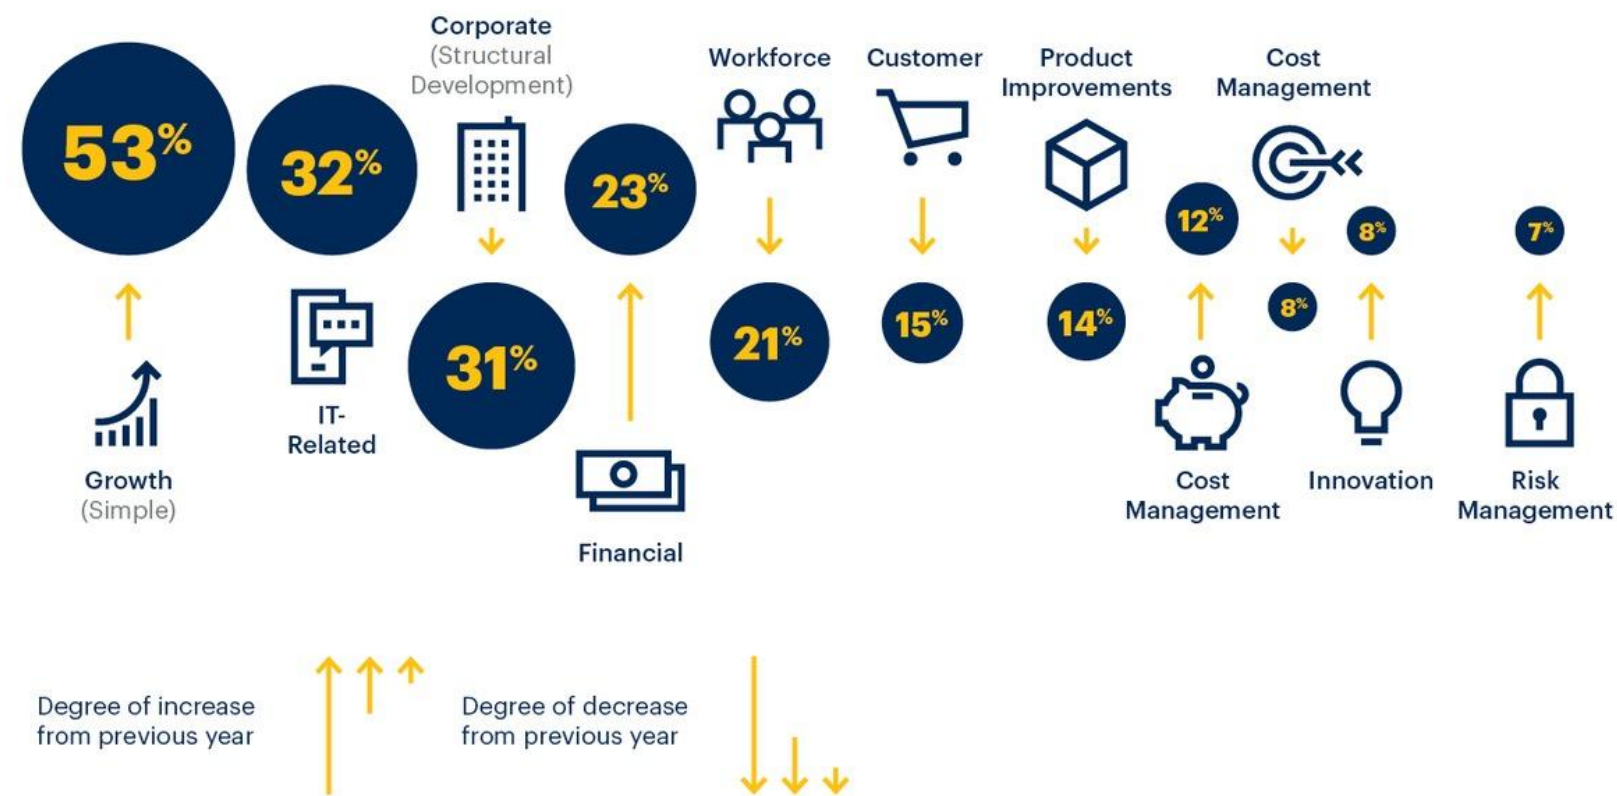 53%
Growth
(Simple)
32%
IT-
Related
Corporate
(Structural
Development)
31%
23%
Financial
Workforce
21%
Customer
15%
Product
Improvements
14%
12%
Cost
Management
Cost
Management
8%
8%
Innovation
7%
Risk
Management
Degree of increase
from previous year
Degree of decrease
from previous year